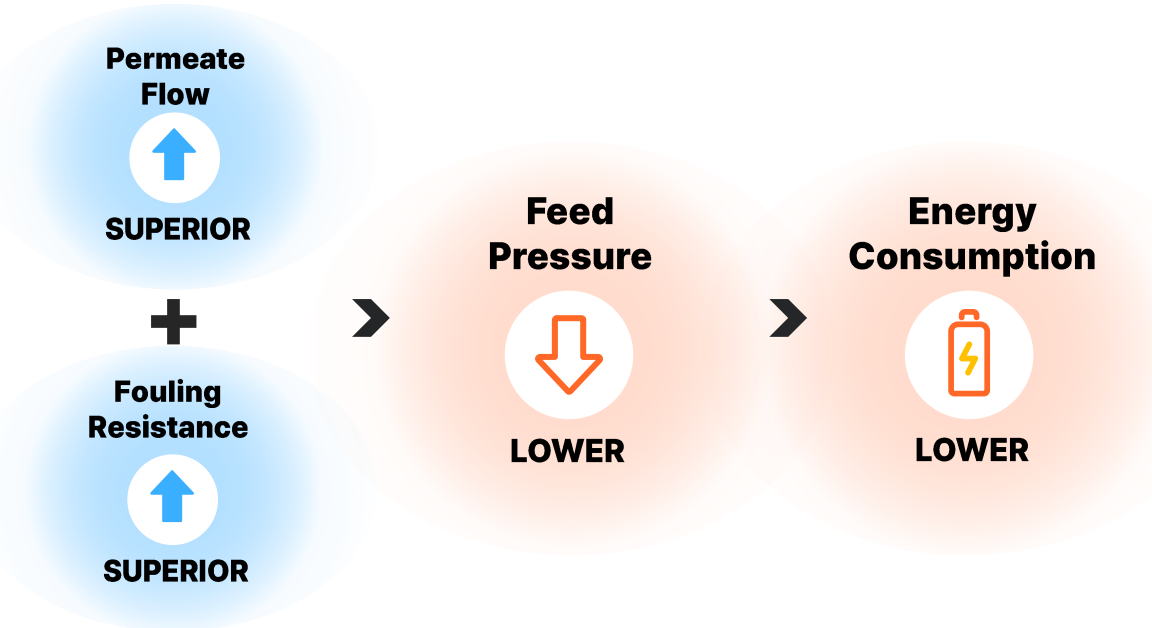 Permeate
Flow
SUPERIOR
+
Fouling
Resistance
SUPERIOR
Feed
Pressure
LOWER
Energy
Consumption
LOWER